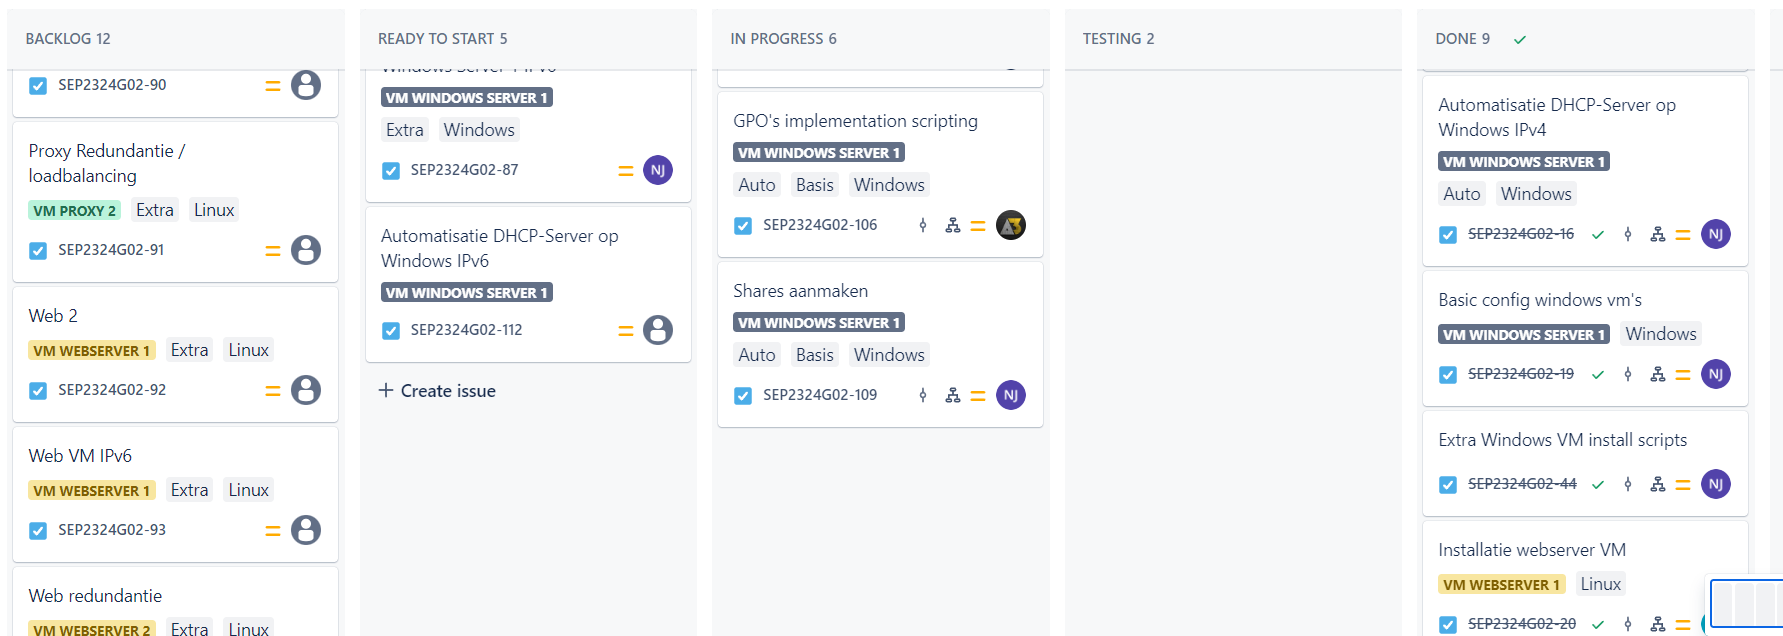 BACKLOG 12
SEP2324G02-90
Proxy Redundantie /
loadbalancing
VM PROXY 2 Extra Linux
SEP2324G02-91
Web 2
VM WEBSERVER 1 Extra Linux
SEP2324G02-92
Web VM IPv6
VM WEBSERVER 1 Extra Linux
SEP2324G02-93
Web redundantie
VM WEBSERVER 2 Extra Linux
READY TO START 5
VM WINDOWS SERVER 1
Extra Windows
SEP2324G02-87 NJ
Automatisatie DHCP-Server op
Windows IPv6
VM WINDOWS SERVER 1
SEP2324G02-112
+ Create issue
IN PROGRESS 6
GPO's implementation scripting
VM WINDOWS SERVER 1
Auto Basis Windows
SEP2324G02-106
Shares aanmaken
VM WINDOWS SERVER 1
Auto Basis Windows
SEP2324G02-109 NJ
TESTING 2
DONE 9
Automatisatie DHCP-Server op
Windows IPv4
VM WINDOWS SERVER 1
Auto Windows
SEP2324G02-16 NJ
Basic config windows vm's
VM WINDOWS SERVER 1 Windows
SEP2324G02-19 NJ
Extra Windows VM install scripts
SEP2324G02-44 NJ
Installatie webserver VM
VM WEBSERVER 1 Linux
SEP2324G02-20